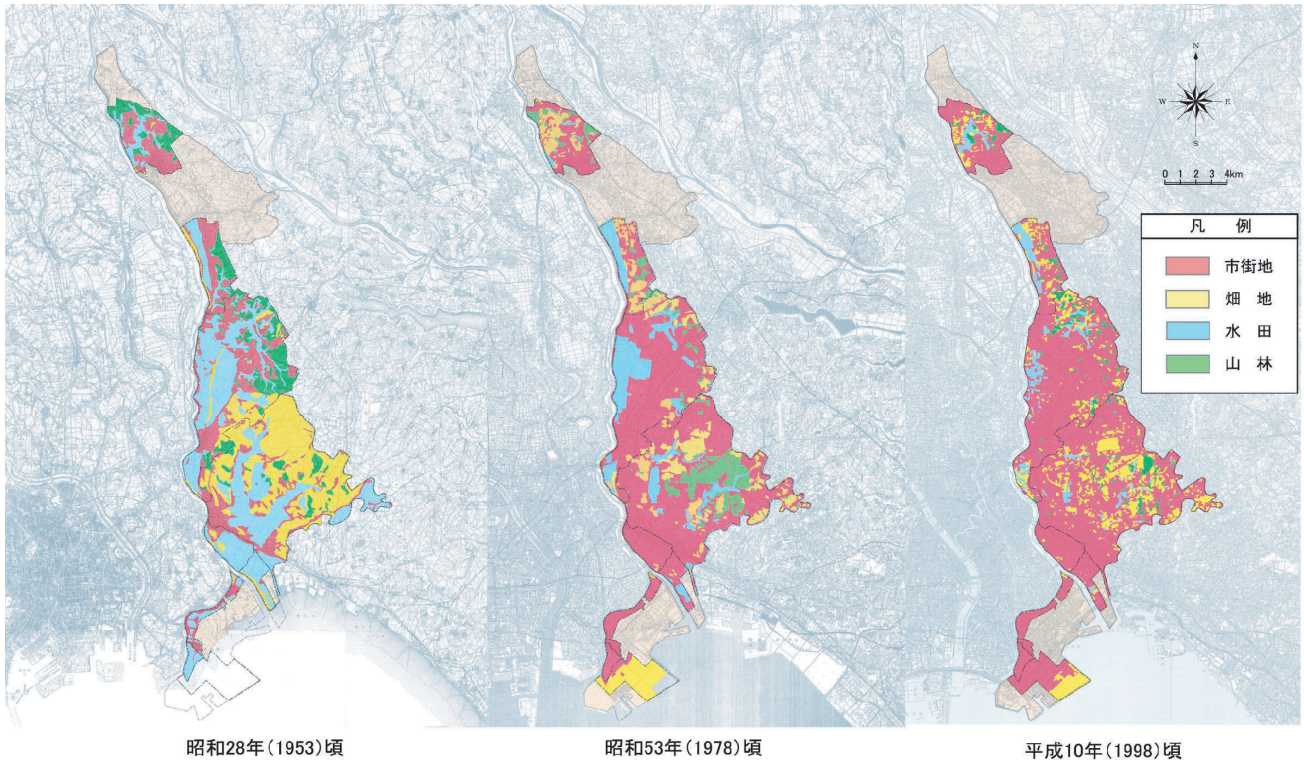 N
W
E
S
0 1 2 3 4km
凡 例
市街地
畑 地
水 田
山 林
昭和28年(1953)頃
昭和53年(1978)頃
平成10年(1998)頃